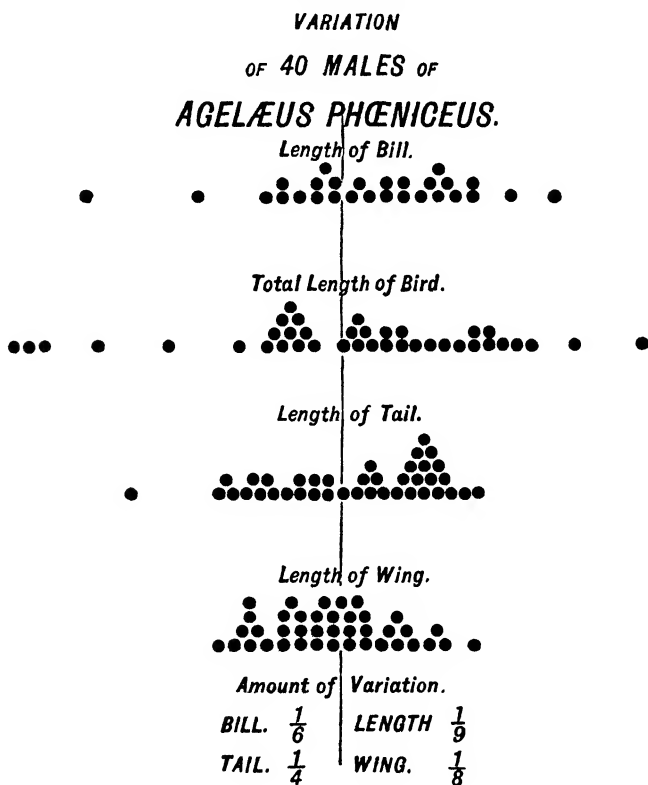 VARIATION
OF 40 MALES OF
AGELÆUS PHŒNICEUS.
Length of Bill.
Total Length of Bird.
Length of Tail.
Length of Wing.
Amount of Variation.
BILL. 1/6 LENGTH 1/9
TAIL. 1/4 WING. 1/8